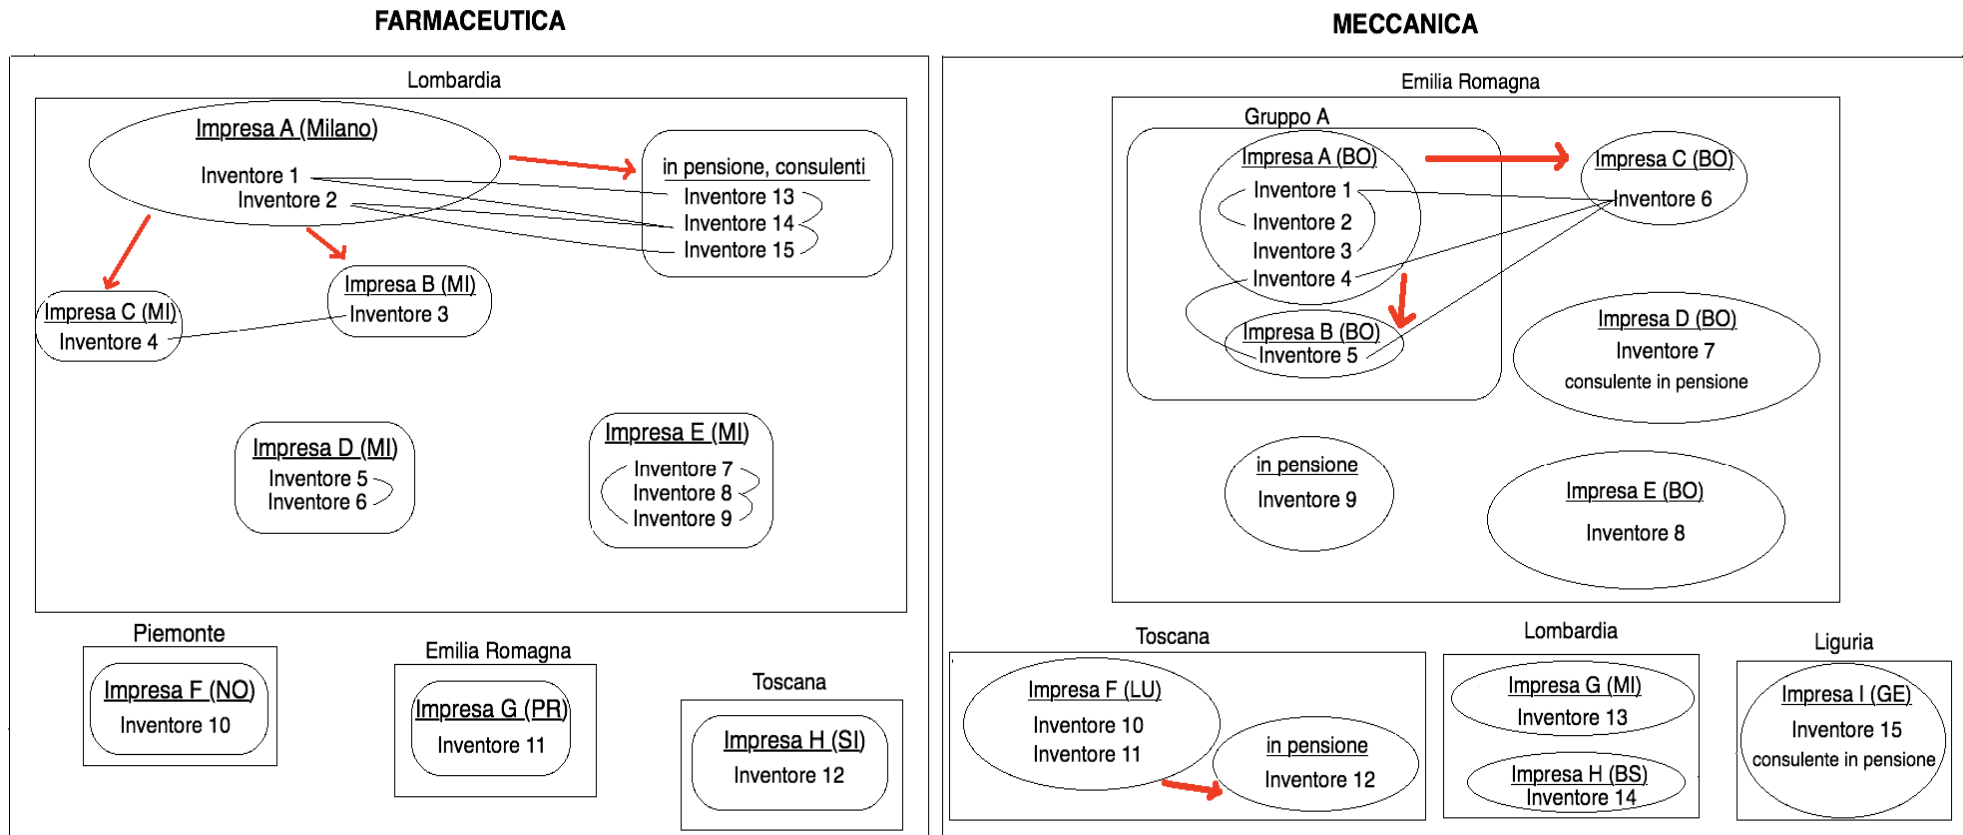 FARMACEUTICA
Lombardia
Impresa A (Milano)
Inventore 1
Inventore 2
in pensione, consulenti
Inventore 13
Inventore 14
Inventore 15
Impresa C (MI)
Inventore 4
Impresa B (MI)
Inventore 3
Impresa D (MI)
Inventore 5
Inventore 6
Impresa E (MI)
Inventore 7
Inventore 8
Inventore 9
Piemonte
Impresa F (NO)
Inventore 10
Emilia Romagna
Impresa G (PR)
Inventore 11
Toscana
Impresa H (SI)
Inventore 12
MECCANICA
Emilia Romagna
Gruppo A
Impresa A (BO)
Inventore 1
Inventore 2
Inventore 3
Inventore 4
Impresa B (BO)
Inventore 5
Impresa C (BO)
Inventore 6
Impresa D (BO)
Inventore 7
consulente in pensione
in pensione
Inventore 9
Impresa E (BO)
Inventore 8
Toscana
Impresa F (LU)
Inventore 10
Inventore 11
in pensione
Inventore 12
Lombardia
Impresa G (MI)
Inventore 13
Impresa H (BS)
Inventore 14
Liguria
Impresa I (GE)
Inventore 15
consulente in pensione